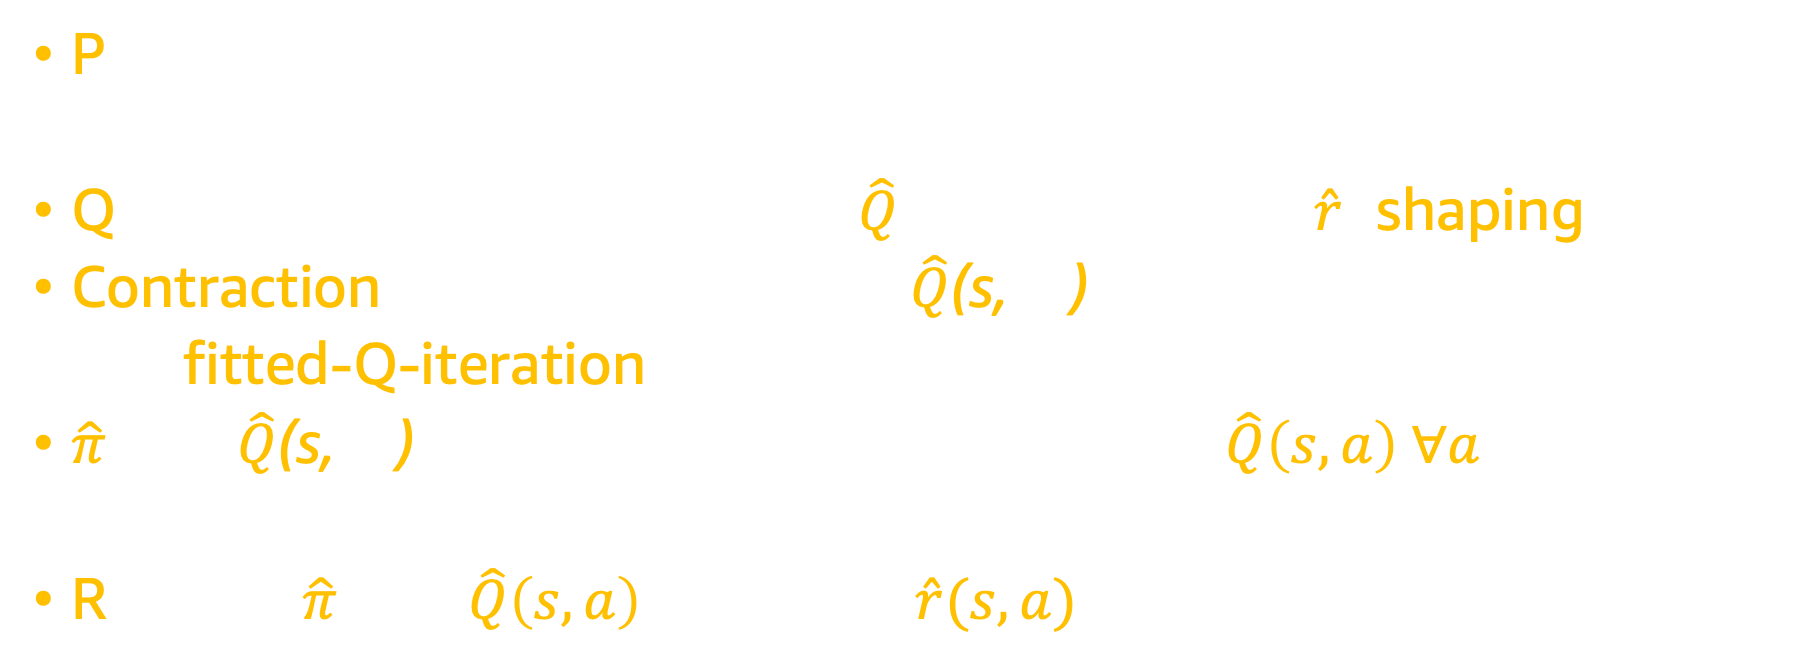 • P
• Q Q̂ r̂ shaping
• Contraction Q̂(s, )
fitted-Q-iteration
• π̂ Q̂(s, ) Q̂(s,a) ∀a
• R π̂ Q̂(s,a) r̂(s,a)